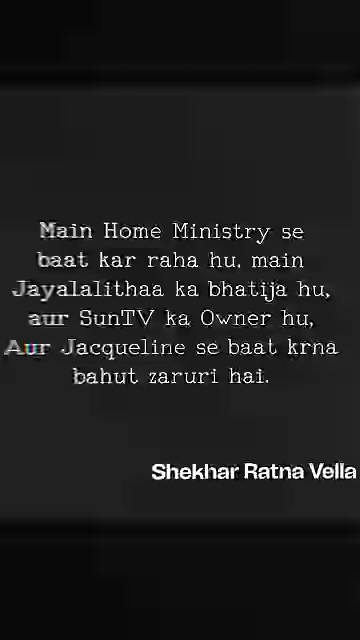 Main Home Ministry se
baat kar raha hu, main
Jayalalithaa ka bhatija hu,
aur SunTV ka Owner hu,
Aur Jacqueline se baat krna
bahut zaruri hai.
Shekhar Ratna Vella